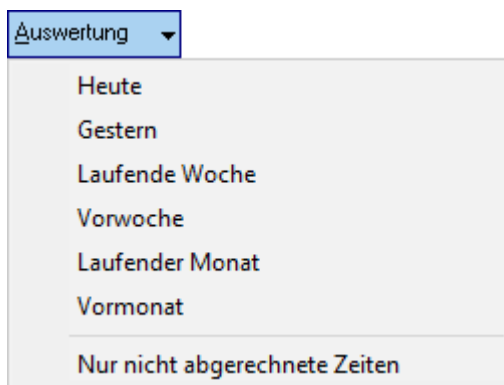 Auswertung
Heute
Gestern
Laufende Woche
Vorwoche
Laufender Monat
Vormonat
Nur nicht abgerechnete Zeiten